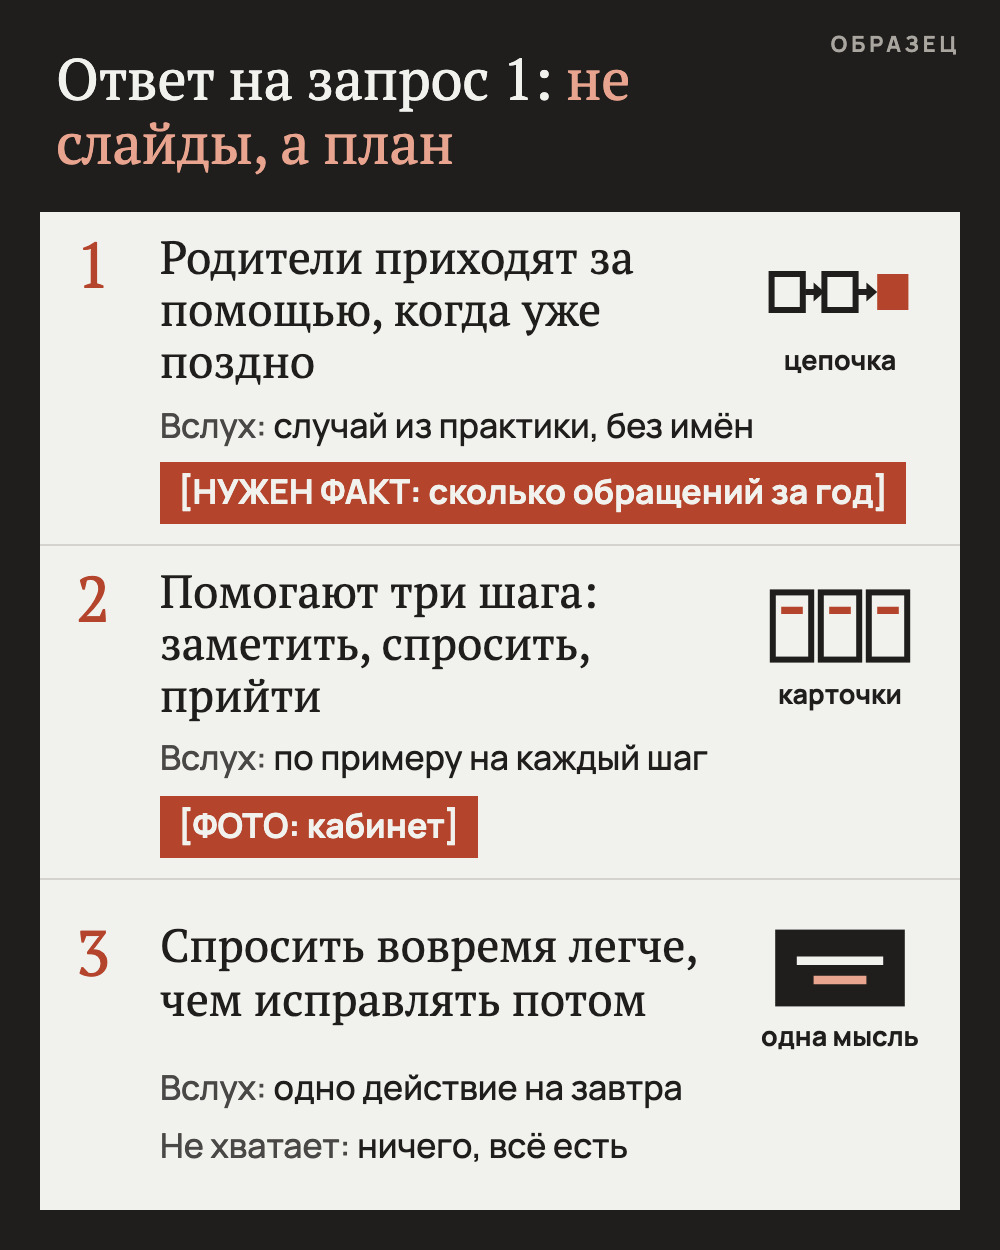 ОБРАЗЕЦ
Ответ на запрос 1: не
слайды, а план
1
Родители приходят за
помощью, когда уже
поздно
цепочка
Вслух: случай из практики, без имён
[НУЖЕН ФАКТ: сколько обращений за год]
2
Помогают три шага:
заметить, спросить,
прийти
карточки
Вслух: по примеру на каждый шаг
[ФОТО: кабинет]
3
Спросить вовремя легче,
чем исправлять потом
одна мысль
Вслух: одно действие на завтра
Не хватает: ничего, всё есть